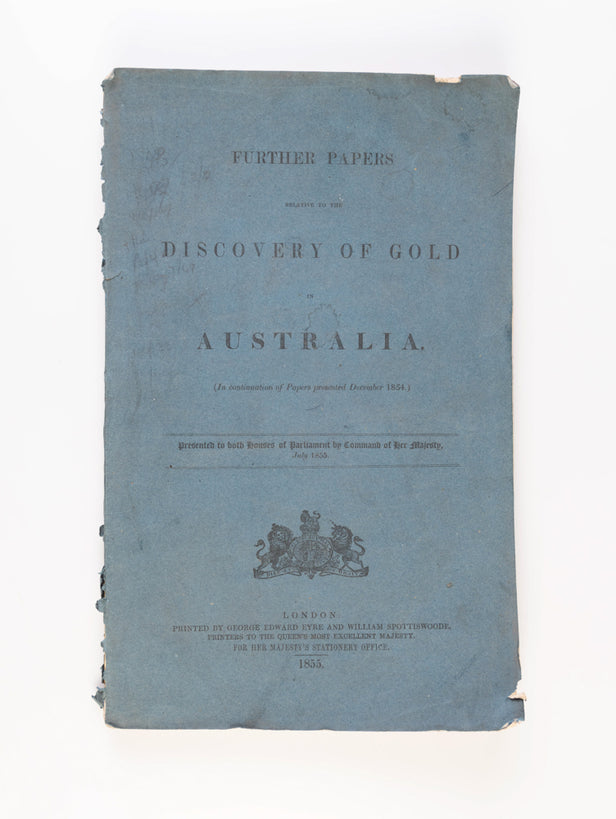 FURTHER PAPERS
RELATIVE TO THE
DISCOVERY OF GOLD
IN
AUSTRALIA.
(In continuation of Papers presented December 1854.)
Presented to both Houses of Parliament by Command of Her Majesty,
July 1855.
LONDON
PRINTED BY GEORGE EDWARD EYRE AND WILLIAM SPOTTISWOODE,
PRINTERS TO THE QUEEN'S MOST EXCELLENT MAJESTY.
FOR HER MAJESTY'S STATIONERY OFFICE.
1855.